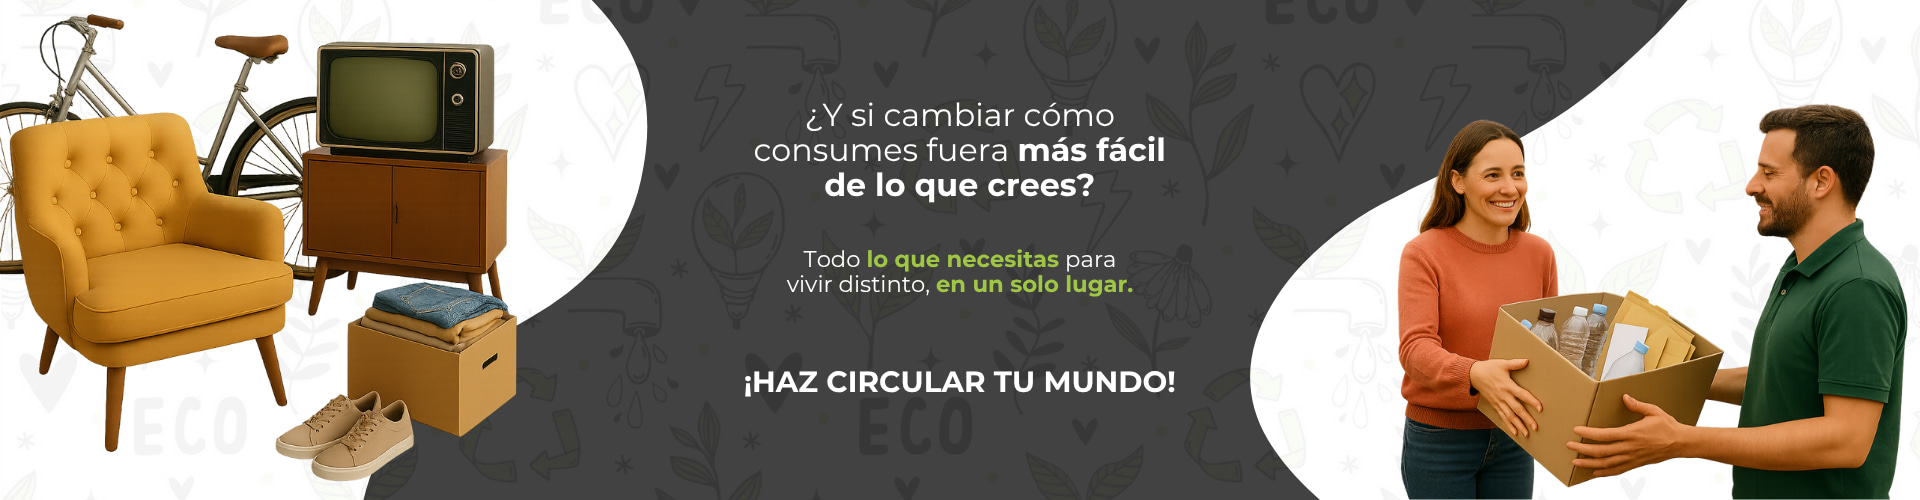 ECO
ECO
¿Y si cambiar cómo
consumes fuera más fácil
de lo que crees?
Todo lo que necesitas para
vivir distinto, en un solo lugar.
¡HAZ CIRCULAR TU MUNDO!
ECO
ECO